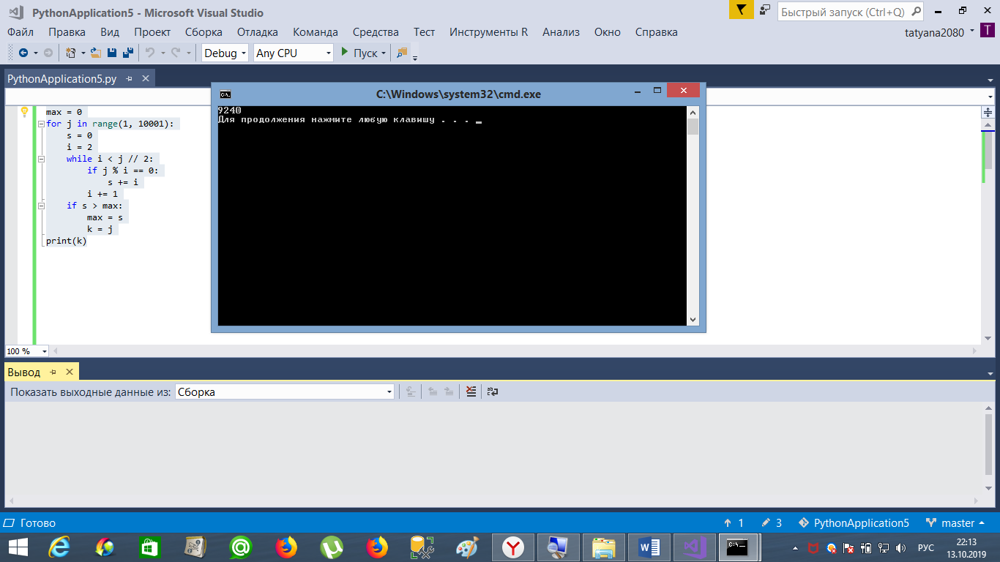 PythonApplication5 - Microsoft Visual Studio
Быстрый запуск (Ctrl+Q)
Файл Правка Вид Проект Сборка Отладка Команда Средства Тест Инструменты R Анализ Окно Справка
tatyana2080 T
Debug Any CPU Пуск
PythonApplication5.py
C:\Windows\system32\cmd.exe
9240
Для продолжения нажмите любую клавишу . . .
max = 0
for j in range(1, 10001):
    s = 0
    i = 2
    while i < j // 2:
        if j % i == 0:
            s += i
        i += 1
    if s > max:
        max = s
        k = j
print(k)
100 %
Вывод
Показать выходные данные из: Сборка
Готово
1 3 PythonApplication5 master
РУС
22:13
13.10.2019